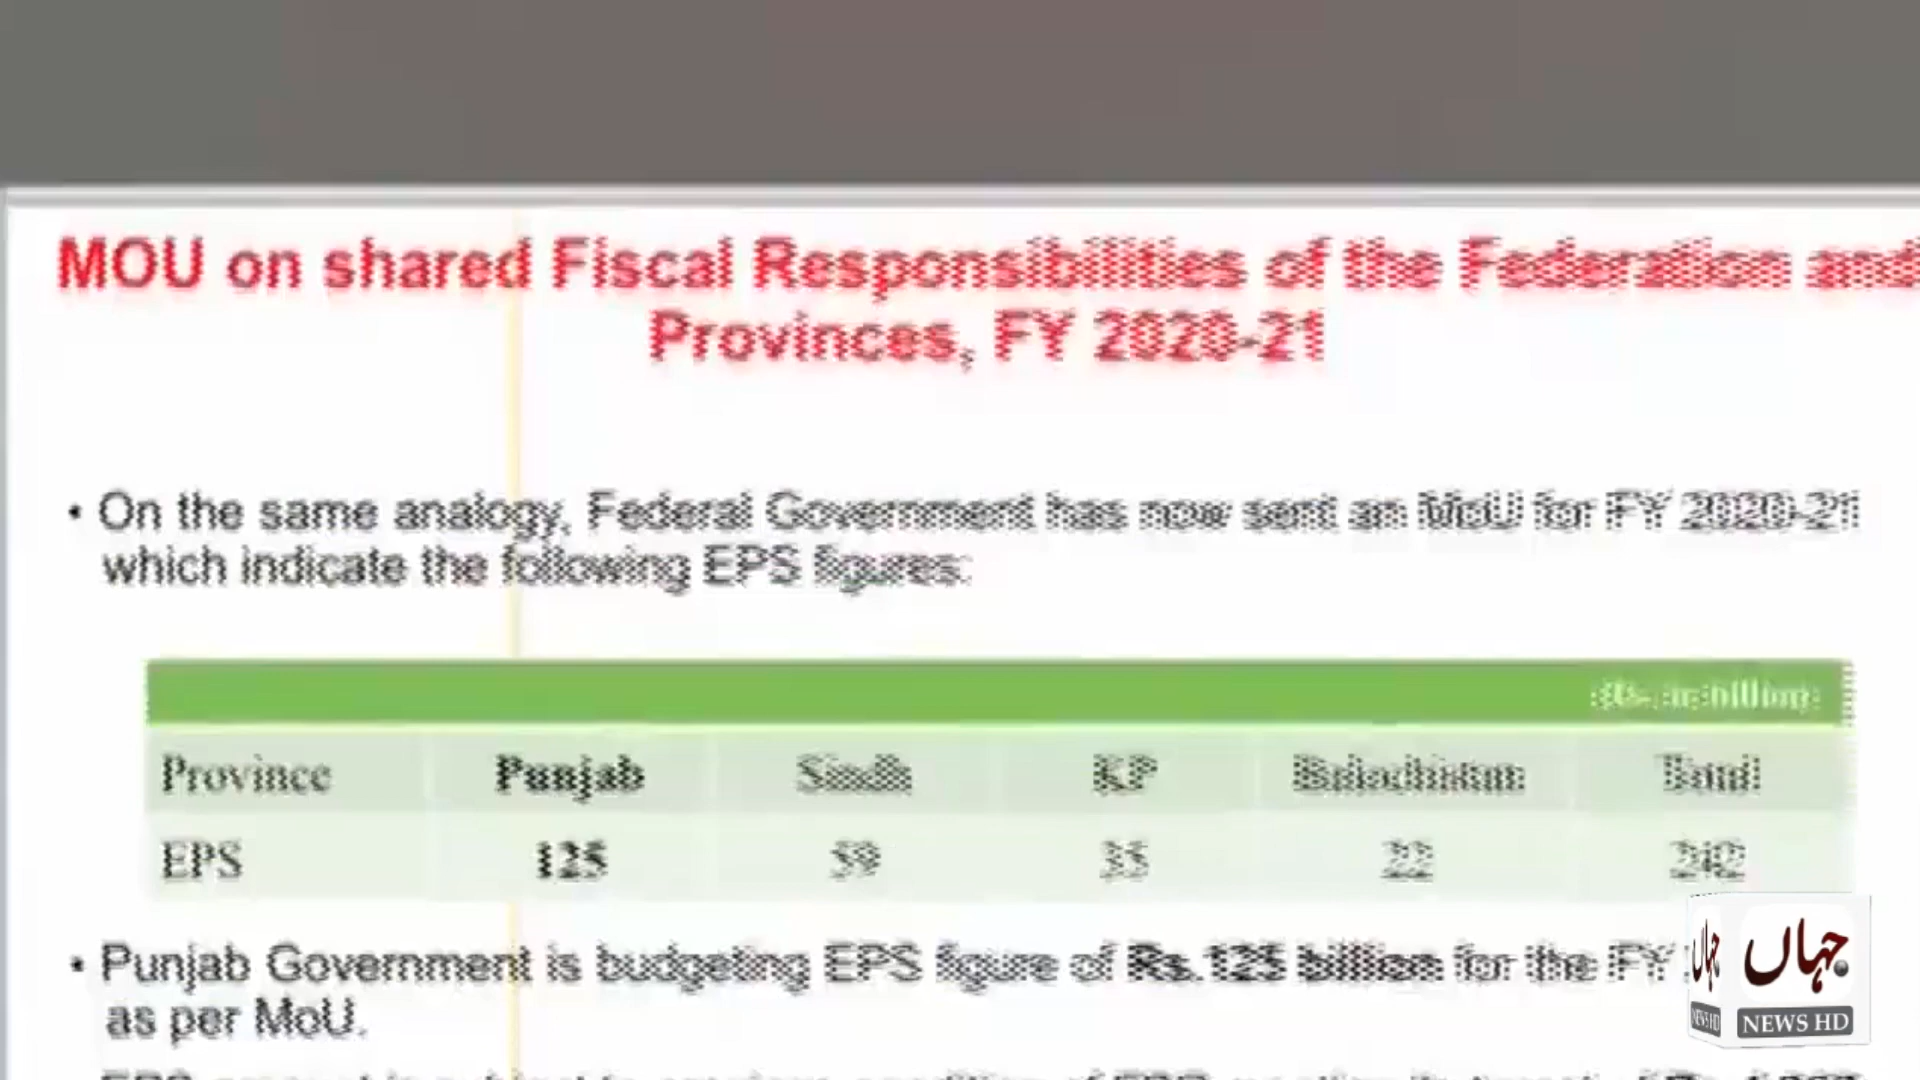 MOU on shared Fiscal Responsibilities of the Federation and
Provinces, FY 2020-21
• On the same analogy, Federal Government has now sent an MoU for FY 2020-21
which indicate the following EPS figures:
(Rs. in billion)
Province Punjab Sindh KP Balochistan Total
EPS 125 59 35 22 242
• Punjab Government is budgeting EPS figure of Rs.125 billion for the FY
as per MoU.
جہاں جہاں
NEWS HD NEWS HD